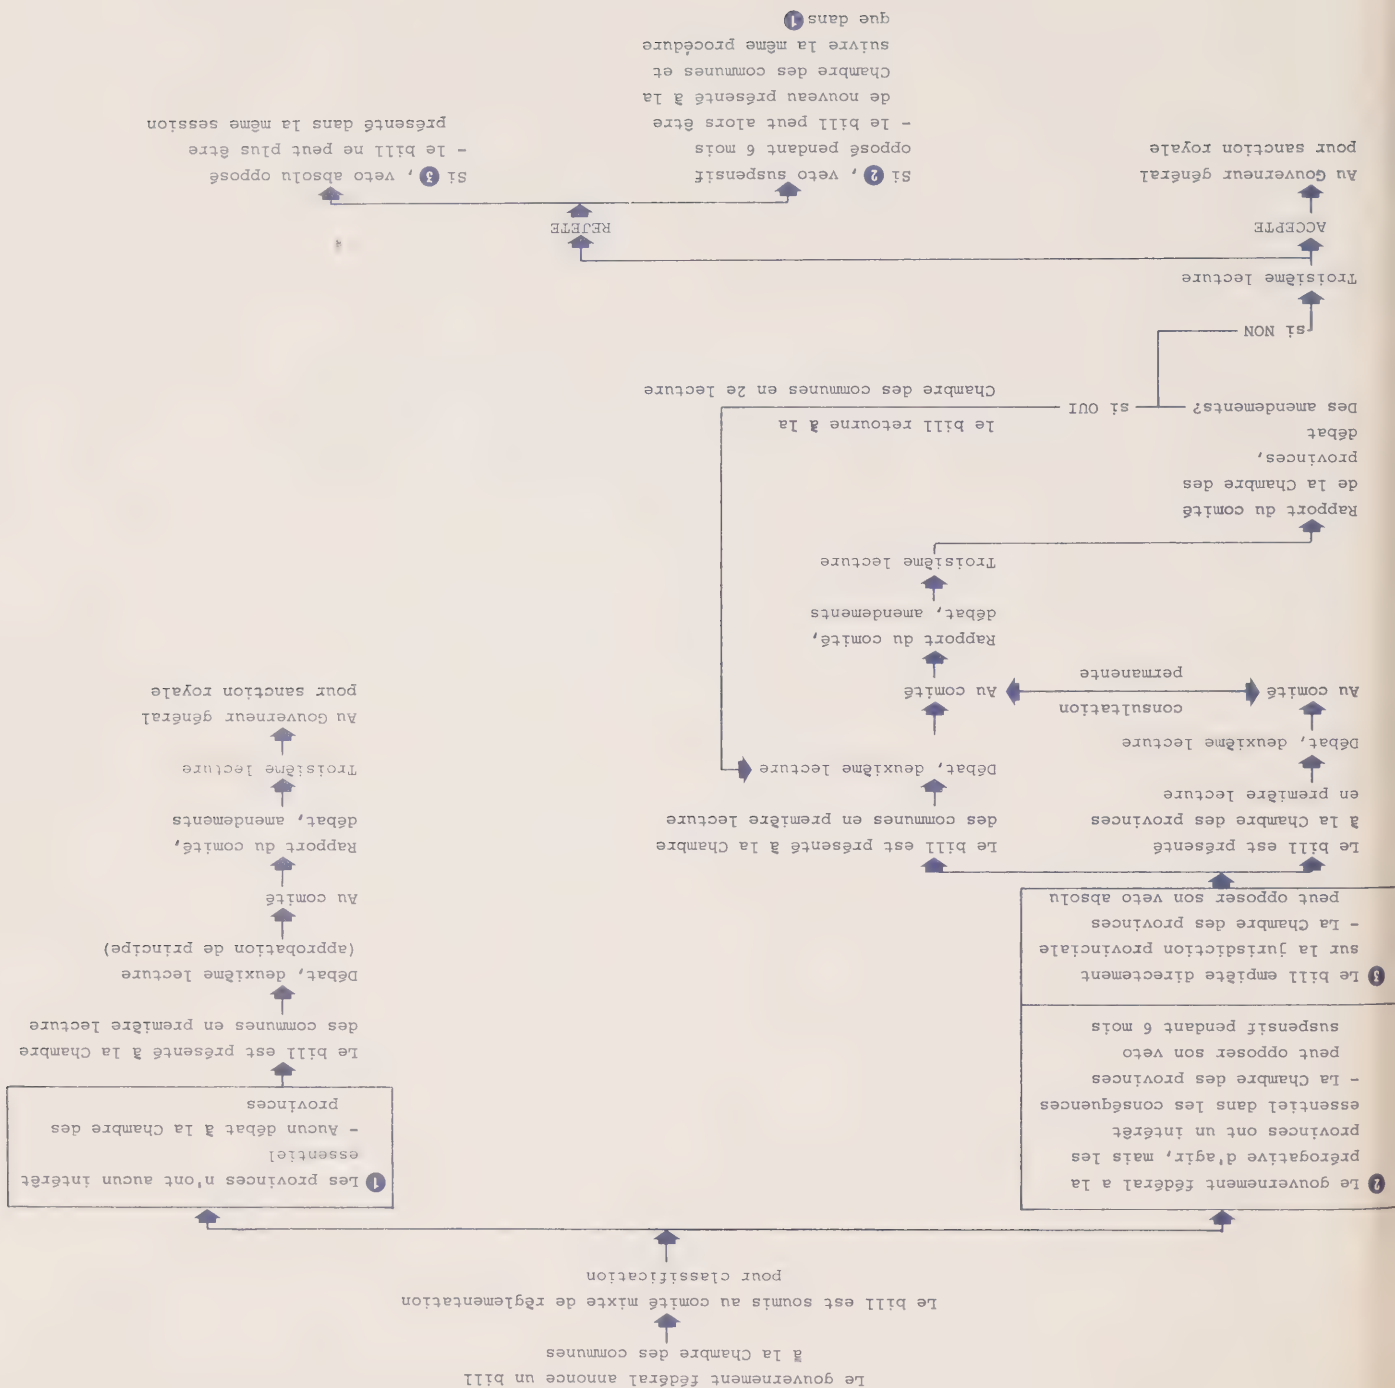 Le gouvernement fédéral annonce un bill
à la Chambre des communes
Le bill est soumis au comité mixte de réglementation
pour classification
❶ Les provinces n'ont aucun intérêt
essentiel
- Aucun débat à la Chambre des
provinces
Le bill est présenté à la Chambre
des communes en première lecture
Débat, deuxième lecture
(approbation de principe)
Au comité
Rapport du comité,
débat, amendements
Troisième lecture
Au Gouverneur général
pour sanction royale
❷ Le gouvernement fédéral a la
prérogative d'agir, mais les
provinces ont un intérêt
essentiel dans les conséquences
- La Chambre des provinces
peut opposer son veto
suspensif pendant 6 mois
❸ Le bill empiète directement
sur la jurisdiction provinciale
- La Chambre des provinces
peut opposer son veto absolu
Le bill est présenté à la Chambre
des communes en première lecture
Débat, deuxième lecture
Au comité
Rapport du comité,
débat, amendements
Troisième lecture
Le bill est présenté
à la Chambre des provinces
en première lecture
Débat, deuxième lecture
Au comité
consultation
permanente
Rapport du comité
de la Chambre des
provinces,
débat
Des amendements?
si OUI
le bill retourne à la
Chambre des communes en 2e lecture
si NON
Troisième lecture
ACCEPTE
Au Gouverneur général
pour sanction royale
REJETE
Si ❷, veto suspensif
opposé pendant 6 mois
- le bill peut alors être
de nouveau présenté à la
Chambre des communes et
suivre la même procédure
que dans ❶
Si ❸, veto absolu opposé
- le bill ne peut plus être
présenté dans la même session